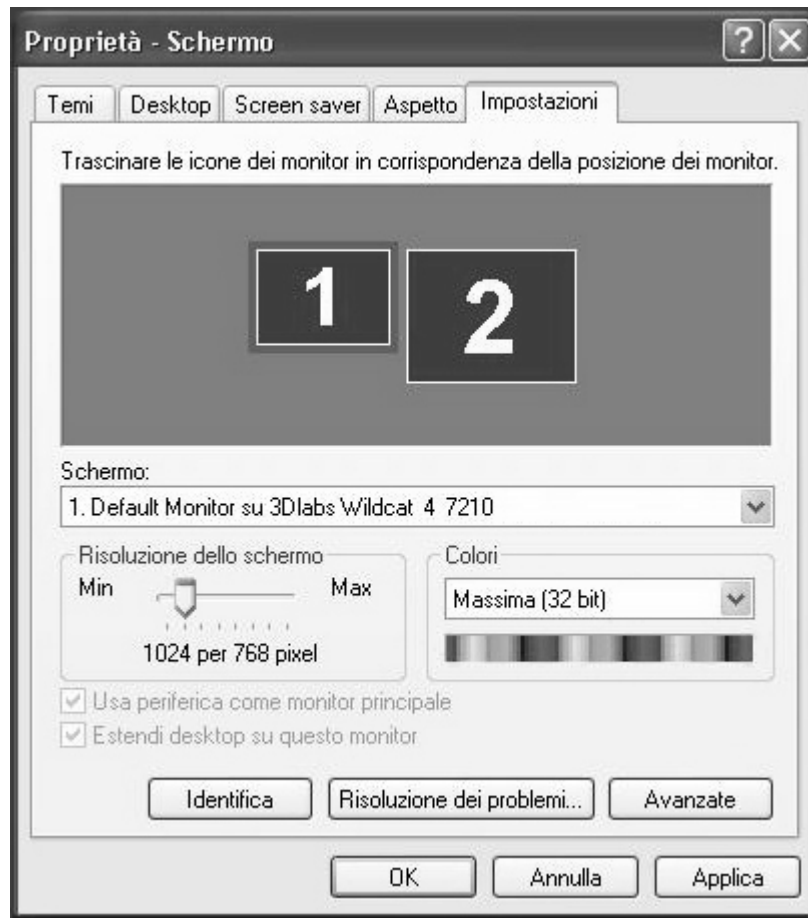 Proprietà - Schermo
Temi Desktop Screen saver Aspetto Impostazioni
Trascinare le icone dei monitor in corrispondenza della posizione dei monitor.
1 2
Schermo:
1. Default Monitor su 3Dlabs Wildcat 4 7210
Risoluzione dello schermo
Min Max
1024 per 768 pixel
Colori
Massima (32 bit)
Usa periferica come monitor principale
Estendi desktop su questo monitor
Identifica Risoluzione dei problemi... Avanzate
OK Annulla Applica